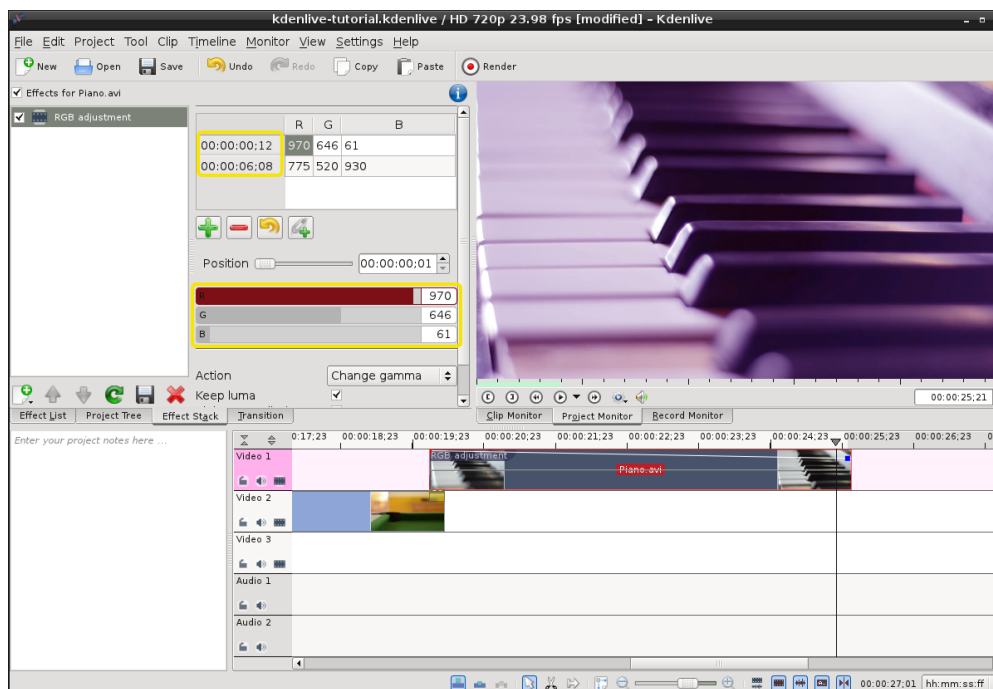 kdenlive-tutorial.kdenlive / HD 720p 23.98 fps [modified] – Kdenlive
File Edit Project Tool Clip Timeline Monitor View Settings Help
New Open Save Undo Redo Copy Paste Render
Effects for Piano.avi
RGB adjustment
R G B
00:00:00;12 970 646 61
00:00:06;08 775 520 930
Position 00:00:00;01
R 970
G 646
B 61
Action Change gamma
Keep luma
00:00:25;21
Effect List Project Tree Effect Stack Transition
Clip Monitor Project Monitor Record Monitor
Enter your project notes here ...
0:17;23 00:00:18;23 00:00:19;23 00:00:20;23 00:00:21;23 00:00:22;23 00:00:23;23 00:00:24;23 00:00:25;23 00:00:26;23
Video 1
RGB adjustment
Piano.avi
Video 2
Video 3
Audio 1
Audio 2
00:00:27;01 hh:mm:ss:ff